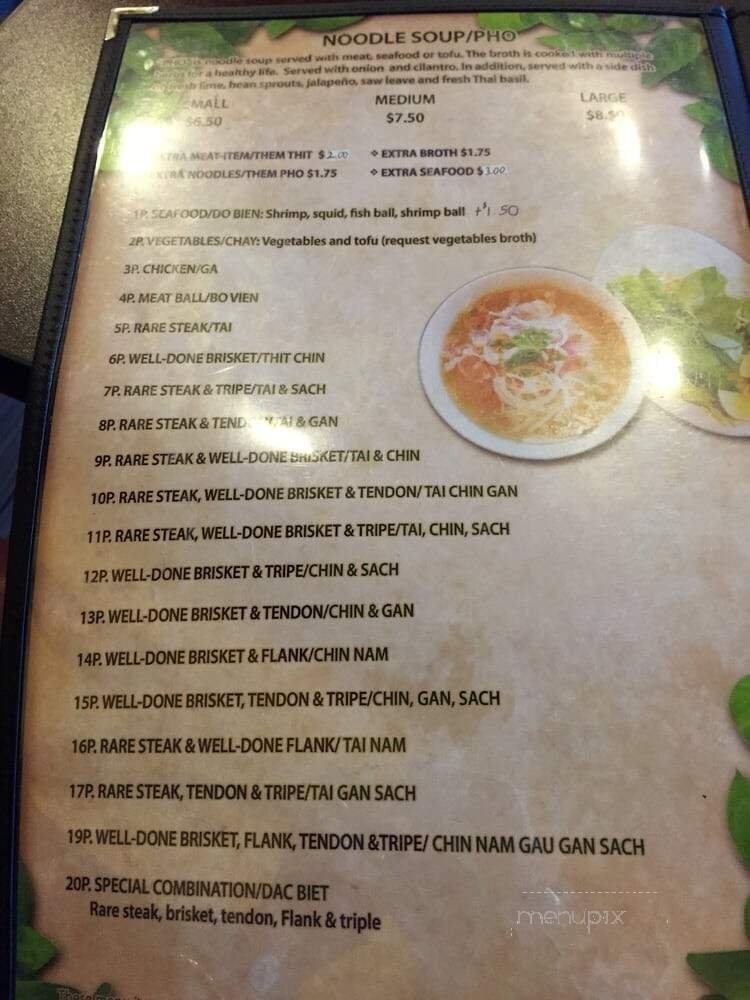 NOODLE SOUP/PHO
is noodle soup served with meat, seafood or tofu. The broth is cooked with multiple
for a healthy life. Served with onion and cilantro. In addition, served with a side dish
fresh lime, bean sprouts, jalapeño, saw leave and fresh Thai basil.
SMALL MEDIUM LARGE
$6.50 $7.50 $8.50
EXTRA MEAT-ITEM/THEM THIT $2.00 ❖ EXTRA BROTH $1.75
EXTRA NOODLES/THEM PHO $1.75 ❖ EXTRA SEAFOOD $3.00
1P. SEAFOOD/DO BIEN: Shrimp, squid, fish ball, shrimp ball +$1.50
2P. VEGETABLES/CHAY: Vegetables and tofu (request vegetables broth)
3P. CHICKEN/GA
4P. MEAT BALL/BO VIEN
5P. RARE STEAK/TAI
6P. WELL-DONE BRISKET/THIT CHIN
7P. RARE STEAK & TRIPE/TAI & SACH
8P. RARE STEAK & TENDON/TAI & GAN
9P. RARE STEAK & WELL-DONE BRISKET/TAI & CHIN
10P. RARE STEAK, WELL-DONE BRISKET & TENDON/ TAI CHIN GAN
11P. RARE STEAK, WELL-DONE BRISKET & TRIPE/TAI, CHIN, SACH
12P. WELL-DONE BRISKET & TRIPE/CHIN & SACH
13P. WELL-DONE BRISKET & TENDON/CHIN & GAN
14P. WELL-DONE BRISKET & FLANK/CHIN NAM
15P. WELL-DONE BRISKET, TENDON & TRIPE/CHIN, GAN, SACH
16P. RARE STEAK & WELL-DONE FLANK/ TAI NAM
17P. RARE STEAK, TENDON & TRIPE/TAI GAN SACH
19P. WELL-DONE BRISKET, FLANK, TENDON &TRIPE/ CHIN NAM GAU GAN SACH
20P. SPECIAL COMBINATION/DAC BIET
Rare steak, brisket, tendon, Flank & triple
menupix